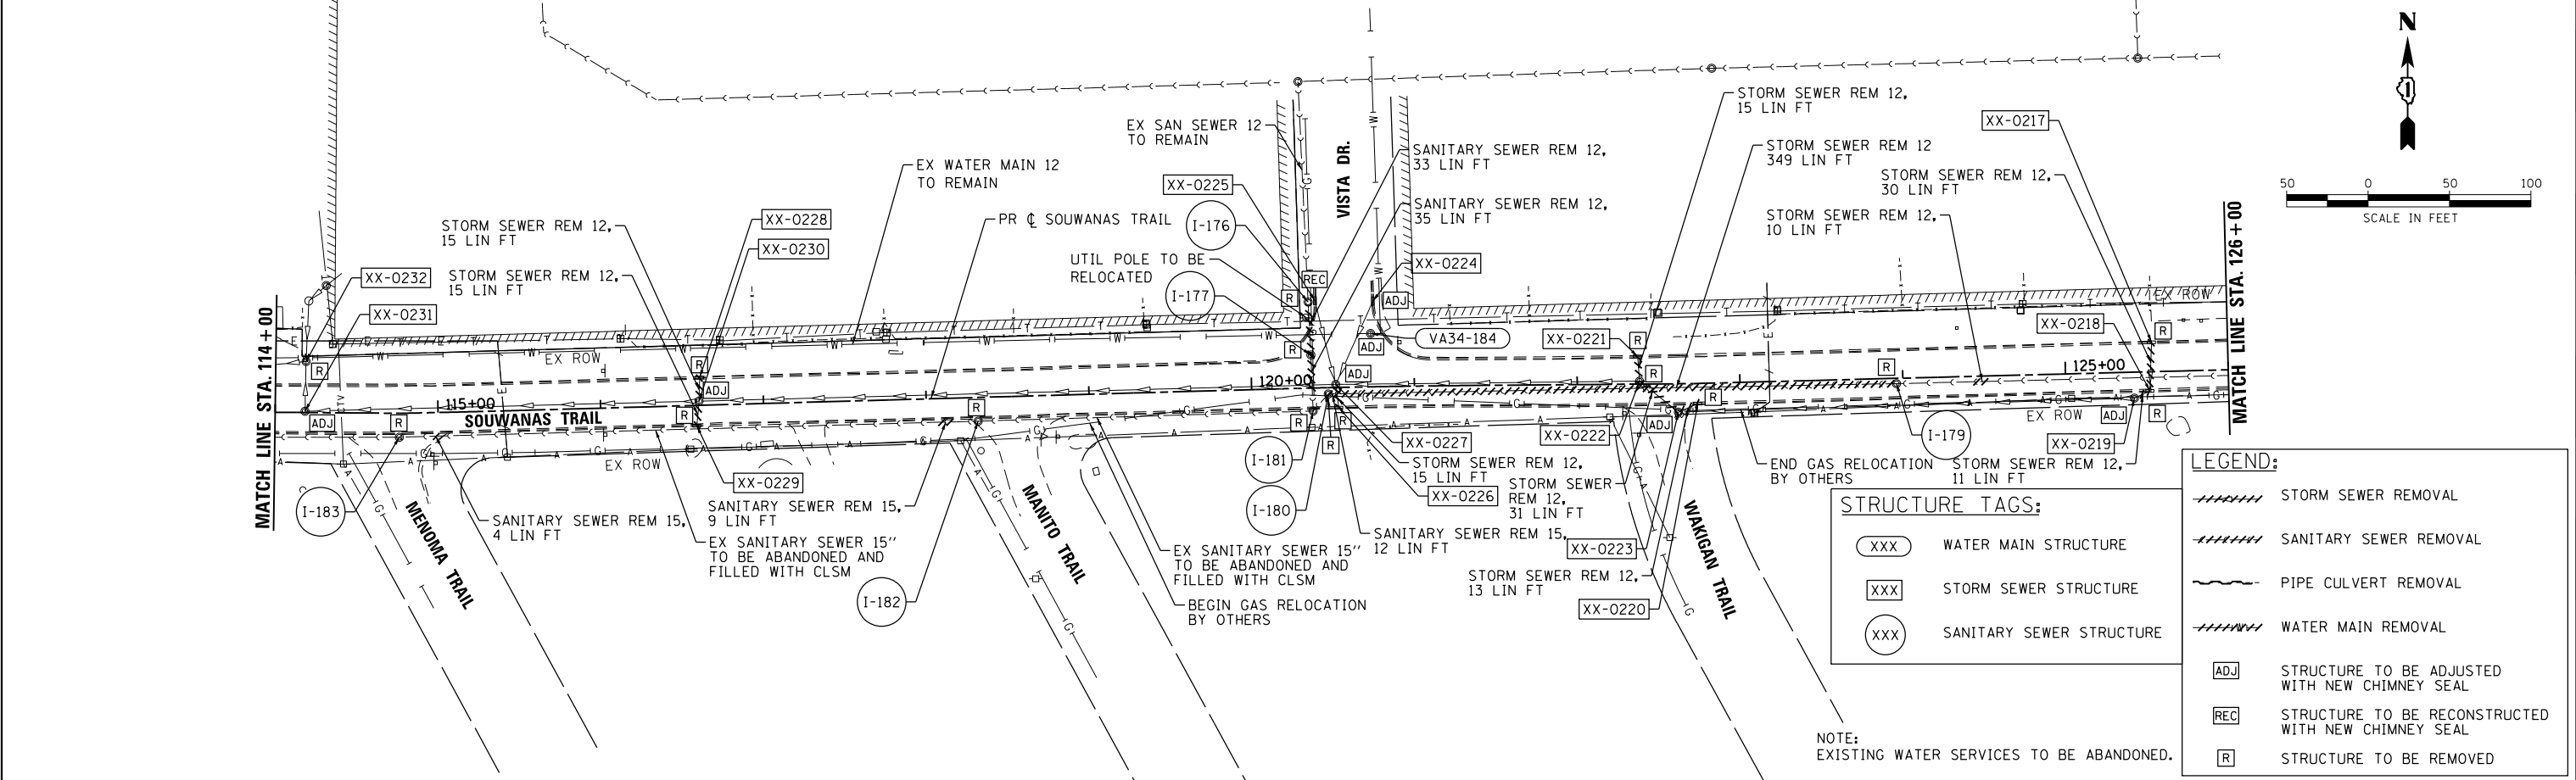 N
50 0 50 100
SCALE IN FEET
STORM SEWER REM 12,
15 LIN FT
XX-0217
EX SAN SEWER 12
TO REMAIN
VISTA DR.
SANITARY SEWER REM 12,
33 LIN FT
STORM SEWER REM 12
349 LIN FT
STORM SEWER REM 12,
30 LIN FT
EX WATER MAIN 12
TO REMAIN
XX-0225
SANITARY SEWER REM 12,
35 LIN FT
STORM SEWER REM 12,
10 LIN FT
STORM SEWER REM 12,
15 LIN FT
XX-0228
XX-0230
PR ℄ SOUWANAS TRAIL
I-176
UTIL POLE TO BE
RELOCATED
I-177
REC
R
XX-0224
ADJ
XX-0232
STORM SEWER REM 12,
15 LIN FT
XX-0231
EX ROW
XX-0218
R
MATCH LINE STA. 126+00
MATCH LINE STA. 114+00
R
EX ROW
R
ADJ
R
ADJ
VA34-184
XX-0221
R
R
R
ADJ
115+00
SOUWANAS TRAIL
120+00
125+00
ADJ
R
R
R
EX ROW
EX ROW
R
R
R
R
ADJ
ADJ
R
I-183
MENOMA TRAIL
SANITARY SEWER REM 15,
4 LIN FT
XX-0229
SANITARY SEWER REM 15,
9 LIN FT
EX SANITARY SEWER 15"
TO BE ABANDONED AND
FILLED WITH CLSM
I-182
MANITO TRAIL
EX SANITARY SEWER 15"
TO BE ABANDONED AND
FILLED WITH CLSM
BEGIN GAS RELOCATION
BY OTHERS
I-181
I-180
XX-0227
STORM SEWER REM 12,
15 LIN FT
XX-0226
SANITARY SEWER REM 15,
12 LIN FT
XX-0222
STORM SEWER
REM 12,
31 LIN FT
XX-0223
STORM SEWER REM 12,
13 LIN FT
XX-0220
WAKIGAN TRAIL
END GAS RELOCATION
BY OTHERS
I-179
XX-0219
STORM SEWER REM 12,
11 LIN FT
STRUCTURE TAGS:
XXX WATER MAIN STRUCTURE
XXX STORM SEWER STRUCTURE
XXX SANITARY SEWER STRUCTURE
LEGEND:
STORM SEWER REMOVAL
SANITARY SEWER REMOVAL
PIPE CULVERT REMOVAL
WATER MAIN REMOVAL
ADJ STRUCTURE TO BE ADJUSTED
WITH NEW CHIMNEY SEAL
REC STRUCTURE TO BE RECONSTRUCTED
WITH NEW CHIMNEY SEAL
R STRUCTURE TO BE REMOVED
NOTE:
EXISTING WATER SERVICES TO BE ABANDONED.